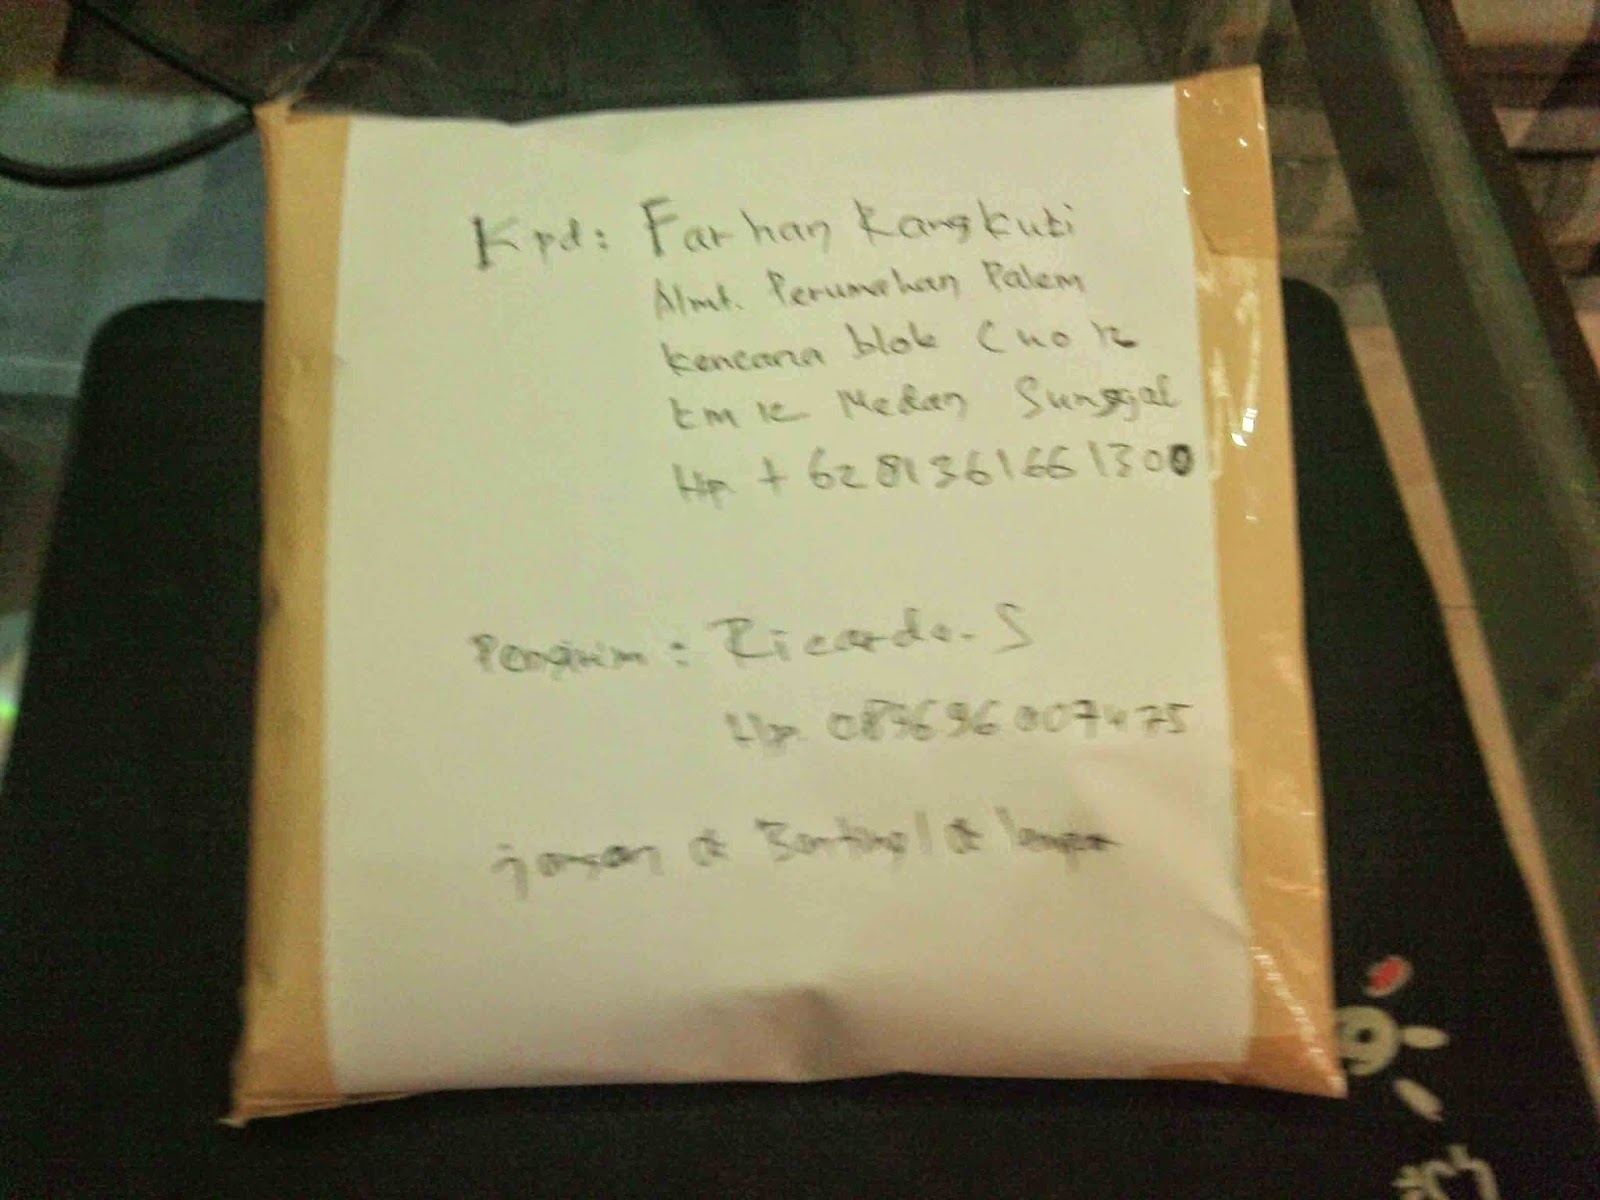 Kpd: Farhan Kangkuti
Almt. Perumahan Palem
Kencana blok C no 12
km 12 Medan Sunggal
Hp + 6281361661300
Pengirim: Ricardo. S
Hp. 089696007475
jangan di Banting / di lempar